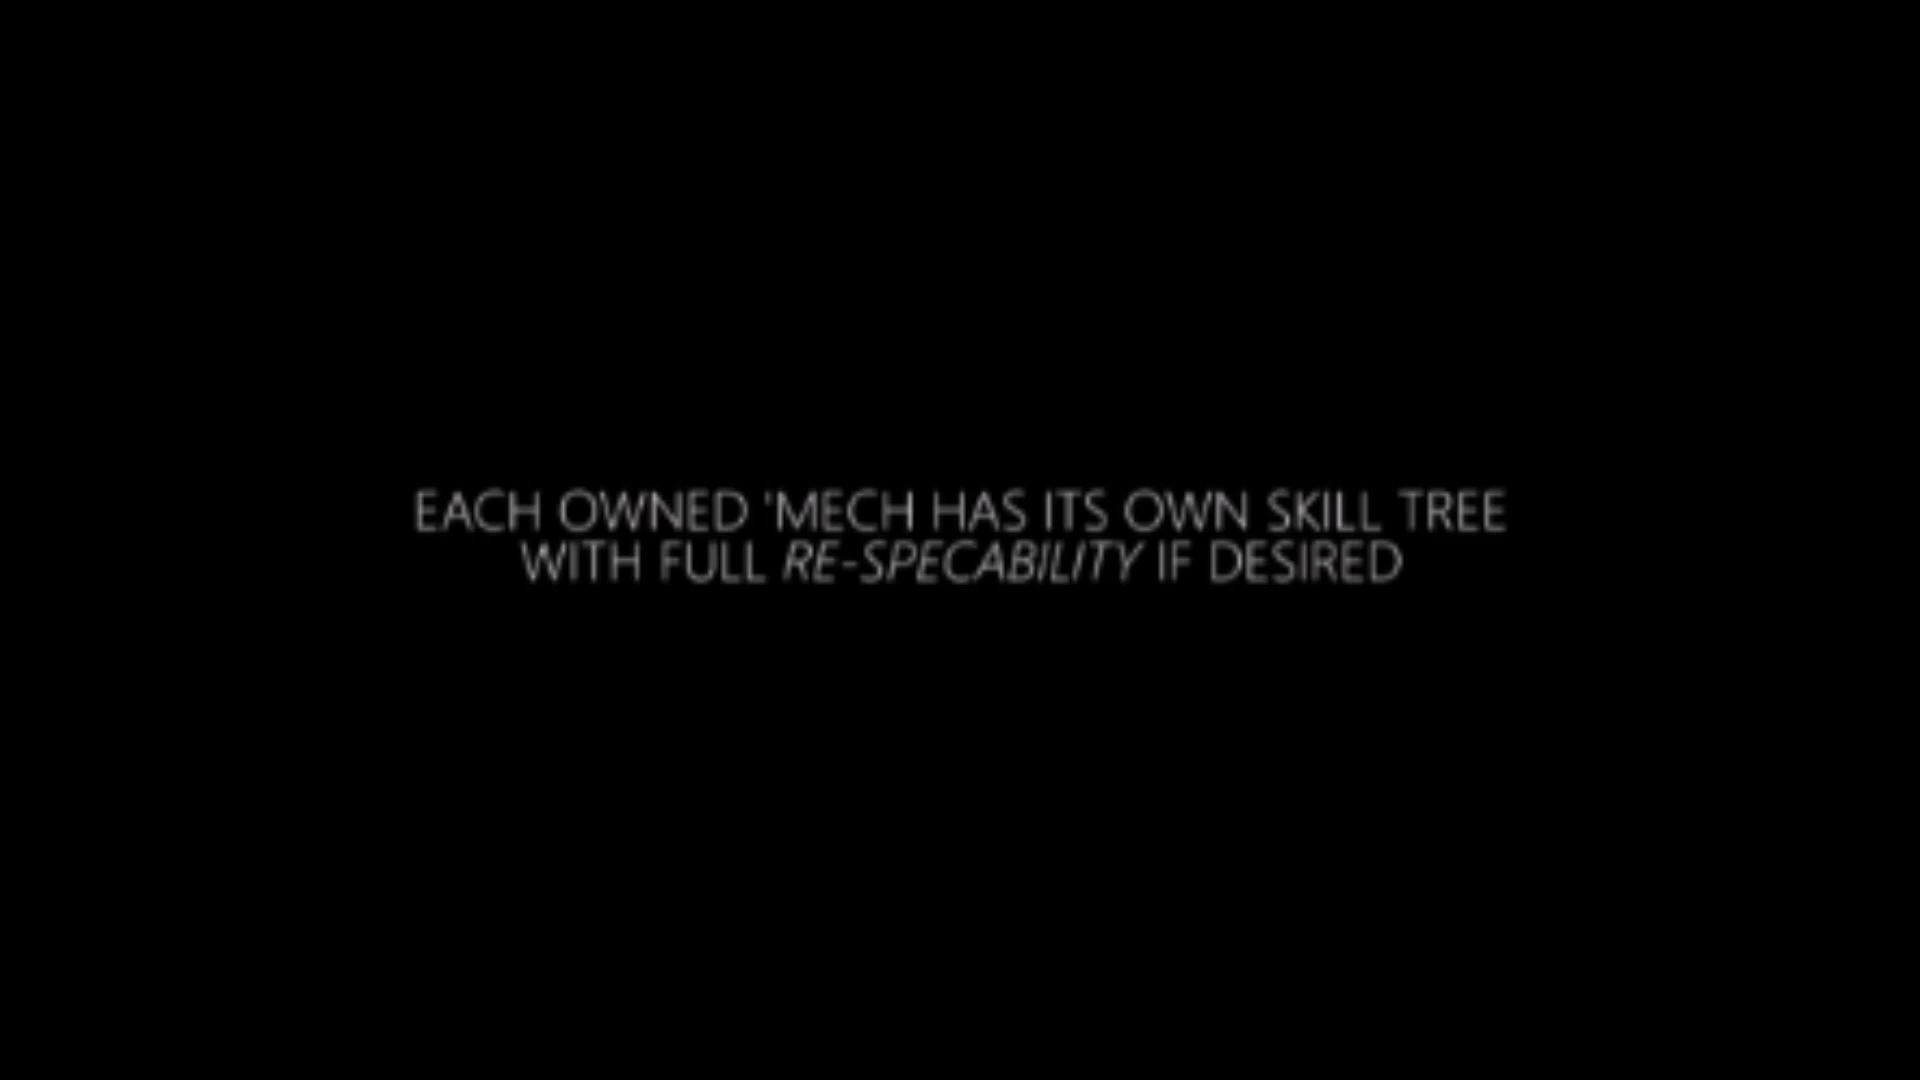 EACH OWNED 'MECH HAS ITS OWN SKILL TREE
WITH FULL RE-SPECABILITY IF DESIRED